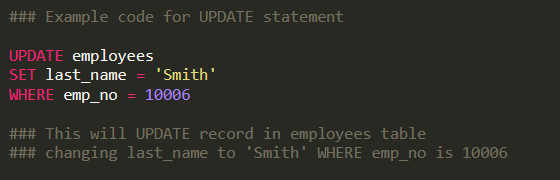 ### Example code for UPDATE statement
UPDATE employees
SET last_name = 'Smith'
WHERE emp_no = 10006
### This will UPDATE record in employees table
### changing last_name to 'Smith' WHERE emp_no is 10006